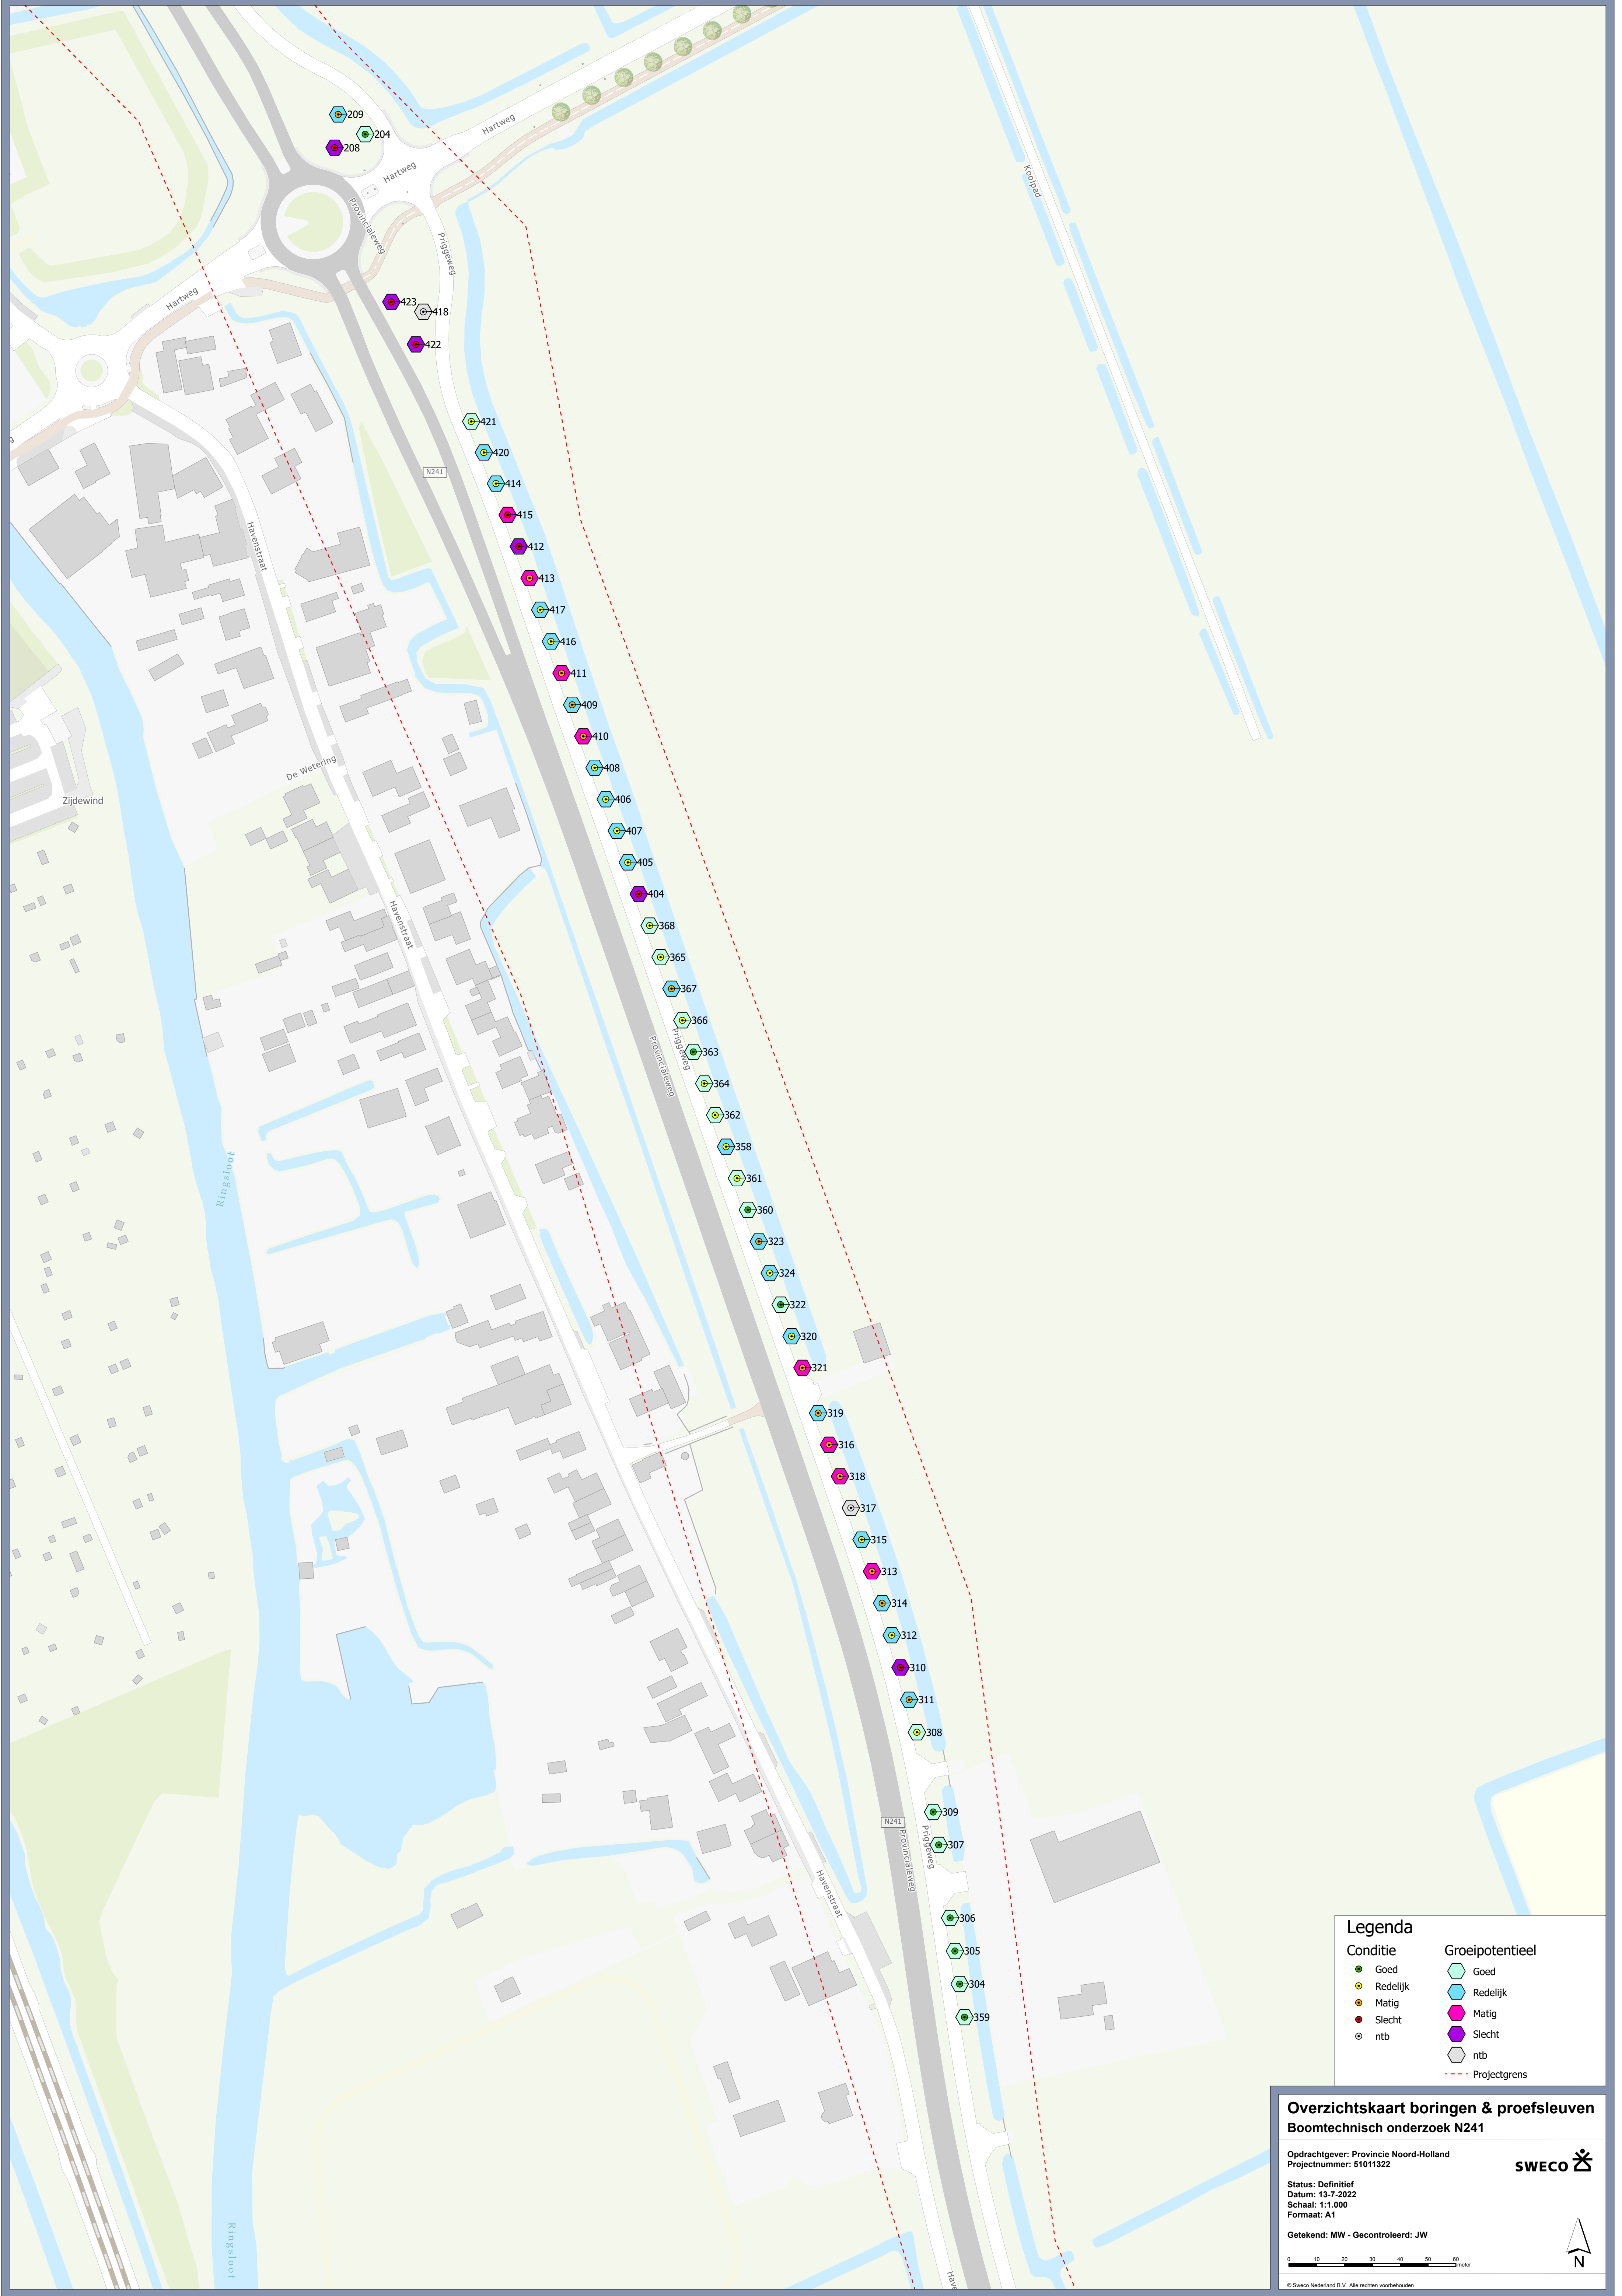 209
204
208
Hartweg
Hartweg
Koolpad
Provincialeweg
Priggeweg
Hartweg
423
418
422
421
420
N241
414
415
Havenstraat
412
413
417
416
411
409
410
De Wetering
408
Zijdewind
406
407
405
404
Havenstraat
368
365
367
366
Priggeweg
Provincialeweg
363
364
362
358
Ringsloot
361
360
323
324
322
320
321
319
316
318
317
315
313
314
312
310
311
308
309
N241
Priggeweg
Provincialeweg
307
Havenstraat
306
305
304
359
Ringsloot
Legenda
Conditie
Goed
Redelijk
Matig
Slecht
ntb
Groeipotentieel
Goed
Redelijk
Matig
Slecht
ntb
Projectgrens
Overzichtskaart boringen & proefsleuven
Boomtechnisch onderzoek N241
Opdrachtgever: Provincie Noord-Holland
Projectnummer: 51011322
SWECO
Status: Definitief
Datum: 13-7-2022
Schaal: 1:1.000
Formaat: A1
Getekend: MW - Gecontroleerd: JW
0 10 20 30 40 50 60
meter
N
© Sweco Nederland B.V. Alle rechten voorbehouden